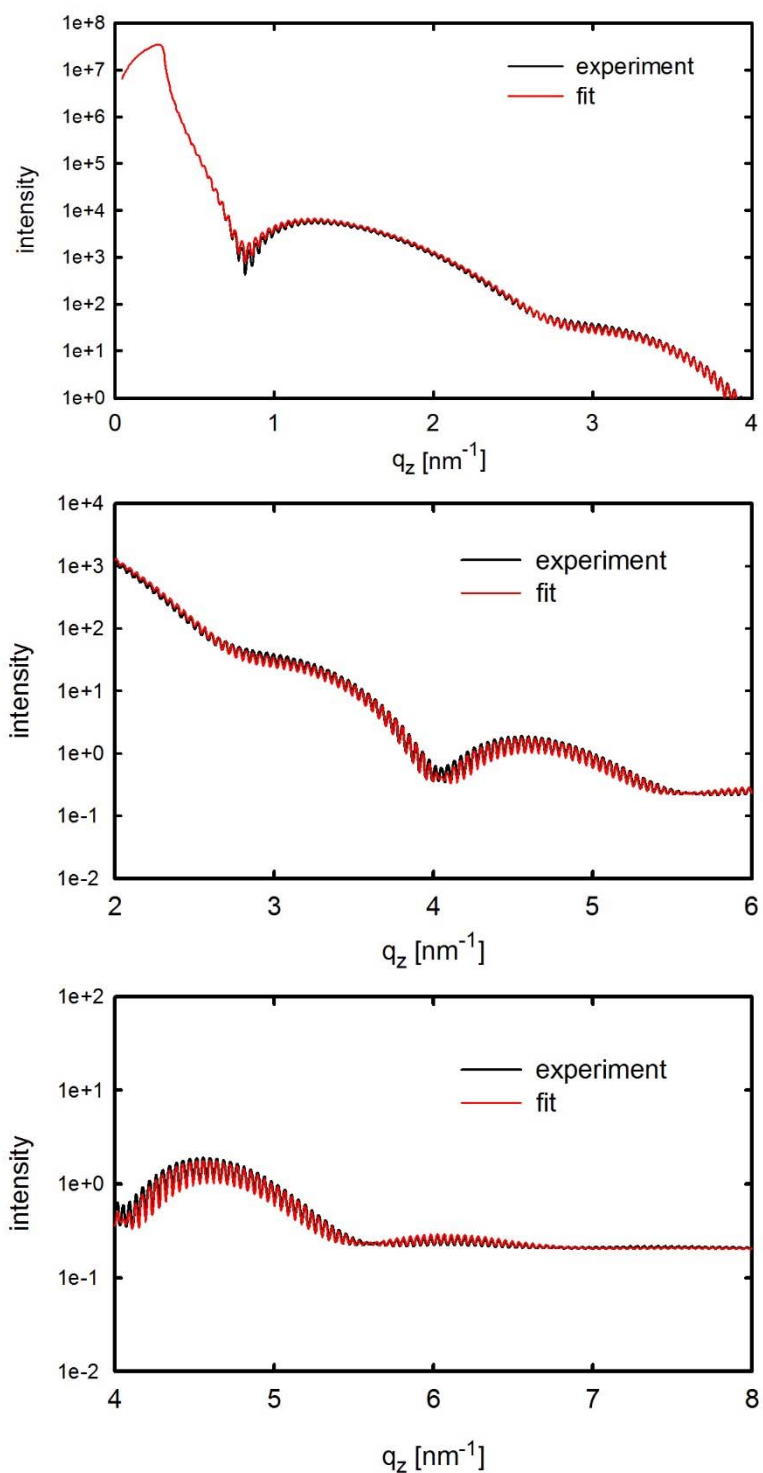 1e+8
1e+7
1e+6
1e+5
1e+4
1e+3
1e+2
1e+1
1e+0
intensity
experiment
fit
0 1 2 3 4
q_z [nm^-1]
1e+4
1e+3
1e+2
1e+1
1e+0
1e-1
1e-2
intensity
experiment
fit
2 3 4 5 6
q_z [nm^-1]
1e+2
1e+1
1e+0
1e-1
1e-2
intensity
experiment
fit
4 5 6 7 8
q_z [nm^-1]